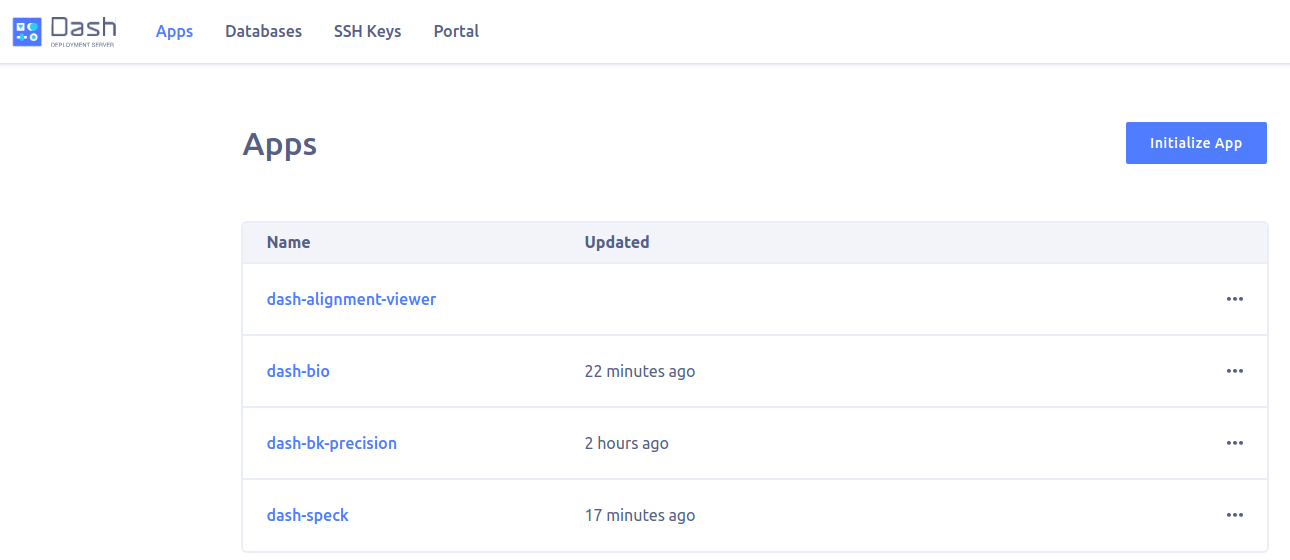 Dash
DEPLOYMENT SERVER
Apps Databases SSH Keys Portal
Apps
Initialize App
Name Updated
dash-alignment-viewer
dash-bio 22 minutes ago
dash-bk-precision 2 hours ago
dash-speck 17 minutes ago